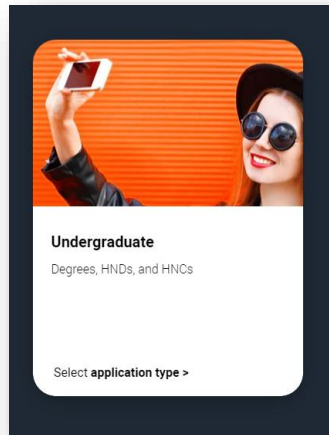 Undergraduate
Degrees, HNDs, and HNCs
Select application type >